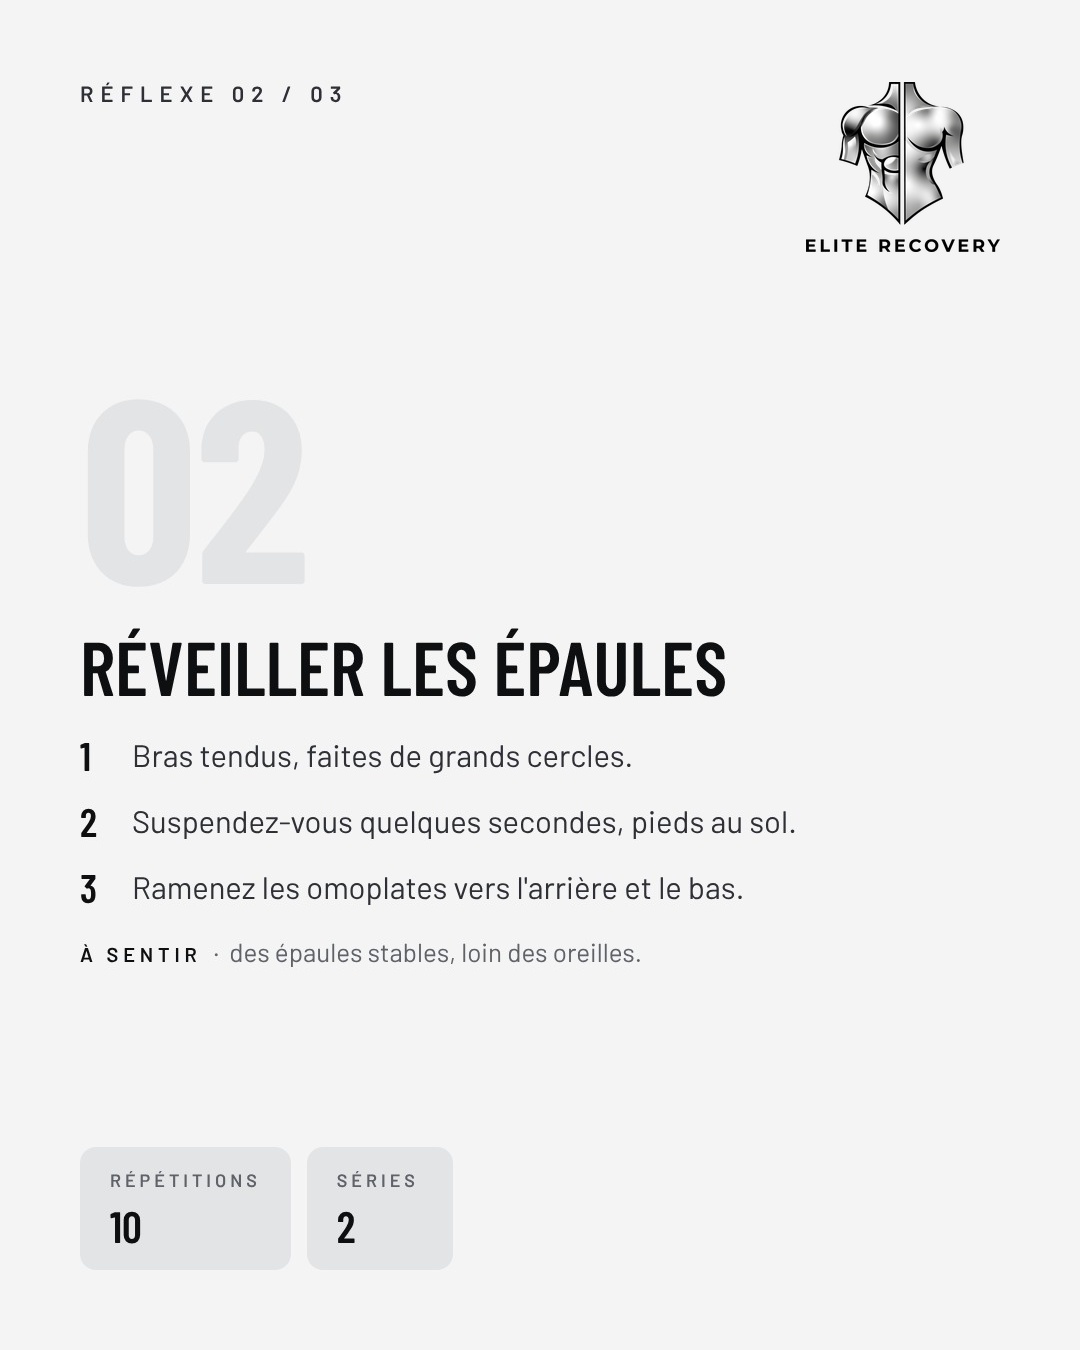 RÉFLEXE 02 / 03
ELITE RECOVERY
02
RÉVEILLER LES ÉPAULES
1 Bras tendus, faites de grands cercles.
2 Suspendez-vous quelques secondes, pieds au sol.
3 Ramenez les omoplates vers l'arrière et le bas.
À SENTIR · des épaules stables, loin des oreilles.
RÉPÉTITIONS
10
SÉRIES
2